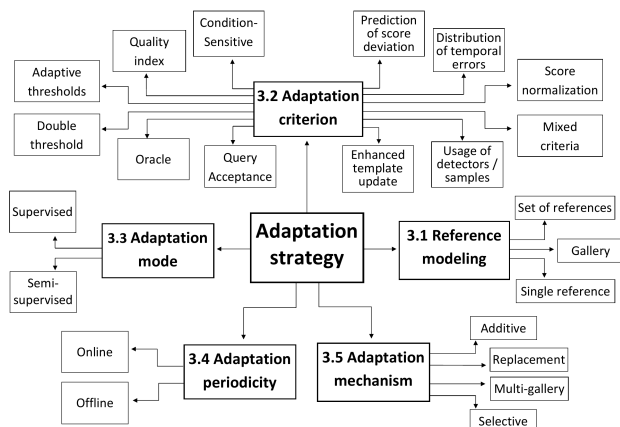 Condition-
Sensitive
Prediction
of score
deviation
Distribution
of temporal
errors
Quality
index
Adaptive
thresholds
3.2 Adaptation
criterion
Score
normalization
Double
threshold
Oracle
Query
Acceptance
Enhanced
template
update
Usage of
detectors /
samples
Mixed
criteria
Supervised
Semi-
supervised
3.3 Adaptation
mode
Adaptation
strategy
3.1 Reference
modeling
Set of references
Gallery
Single reference
Online
Offline
3.4 Adaptation
periodicity
3.5 Adaptation
mechanism
Additive
Replacement
Multi-gallery
Selective